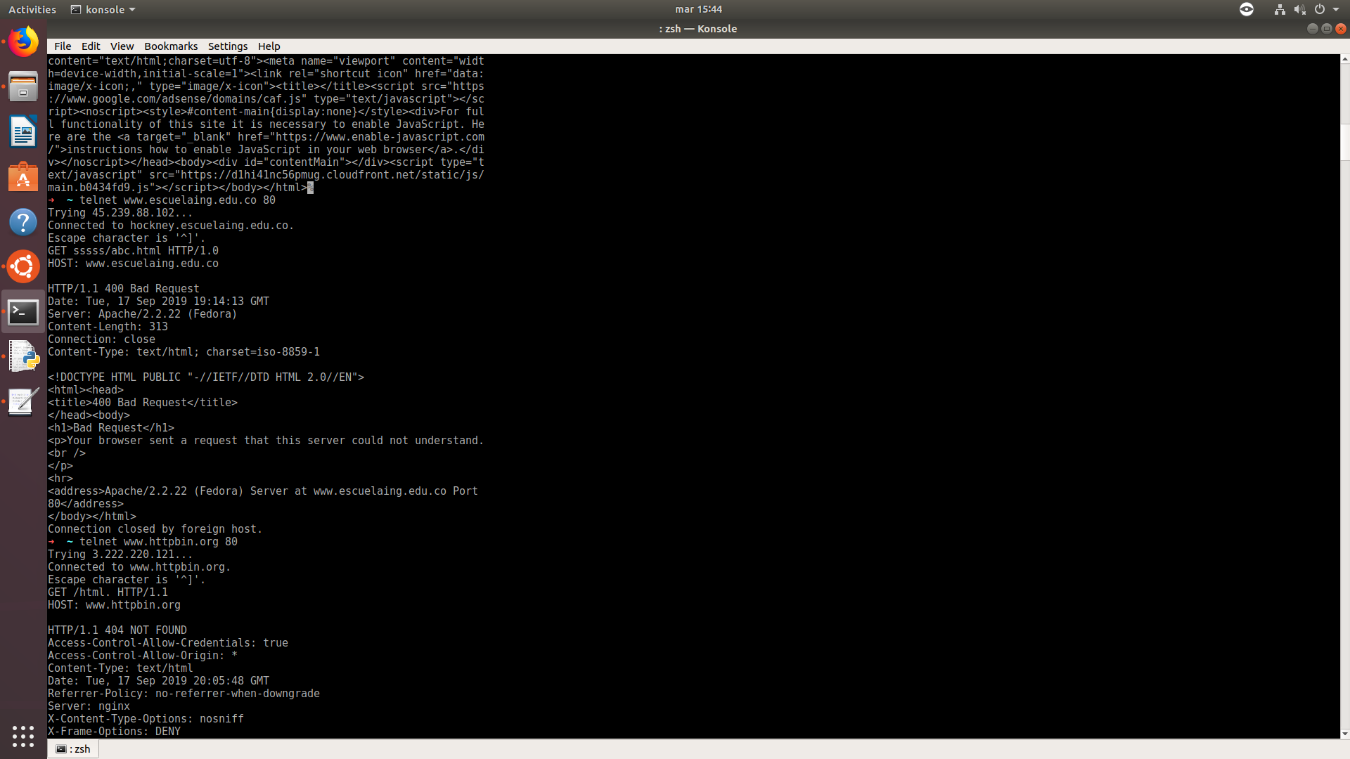 Activities
konsole
mar 15:44
: zsh — Konsole
File Edit View Bookmarks Settings Help
content="text/html;charset=utf-8"><meta name="viewport" content="widt
h=device-width,initial-scale=1"><link rel="shortcut icon" href="data:
image/x-icon;," type="image/x-icon"><title></title><script src="https
://www.google.com/adsense/domains/caf.js" type="text/javascript"></sc
ript><noscript><style>#content-main{display:none}</style><div>For ful
l functionality of this site it is necessary to enable JavaScript. He
re are the <a target="_blank" href="https://www.enable-javascript.com
/">instructions how to enable JavaScript in your web browser</a>.</di
v></noscript></head><body><div id="contentMain"></div><script type="t
ext/javascript" src="https://d1hi41nc56pmug.cloudfront.net/static/js/
main.b0434fd9.js"></script></body></html>%
➜ ~ telnet www.escuelaing.edu.co 80
Trying 45.239.88.102...
Connected to hockney.escuelaing.edu.co.
Escape character is '^]'.
GET sssss/abc.html HTTP/1.0
HOST: www.escuelaing.edu.co
HTTP/1.1 400 Bad Request
Date: Tue, 17 Sep 2019 19:14:13 GMT
Server: Apache/2.2.22 (Fedora)
Content-Length: 313
Connection: close
Content-Type: text/html; charset=iso-8859-1
<!DOCTYPE HTML PUBLIC "-//IETF//DTD HTML 2.0//EN">
<html><head>
<title>400 Bad Request</title>
</head><body>
<h1>Bad Request</h1>
<p>Your browser sent a request that this server could not understand.
<br />
</p>
<hr>
<address>Apache/2.2.22 (Fedora) Server at www.escuelaing.edu.co Port
80</address>
</body></html>
Connection closed by foreign host.
➜ ~ telnet www.httpbin.org 80
Trying 3.222.220.121...
Connected to www.httpbin.org.
Escape character is '^]'.
GET /html. HTTP/1.1
HOST: www.httpbin.org
HTTP/1.1 404 NOT FOUND
Access-Control-Allow-Credentials: true
Access-Control-Allow-Origin: *
Content-Type: text/html
Date: Tue, 17 Sep 2019 20:05:48 GMT
Referrer-Policy: no-referrer-when-downgrade
Server: nginx
X-Content-Type-Options: nosniff
X-Frame-Options: DENY
: zsh